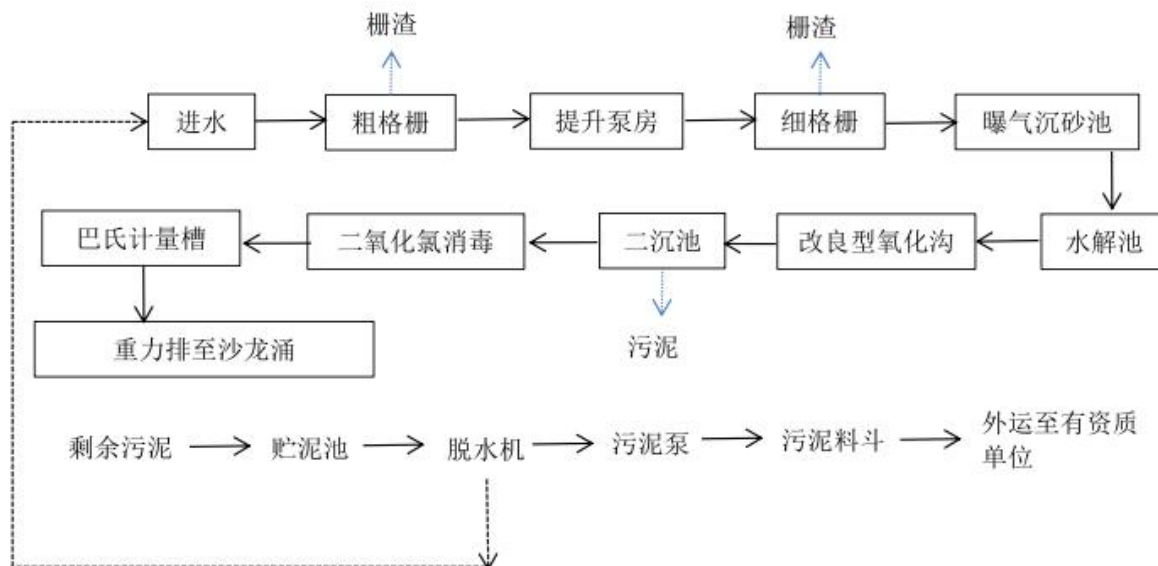 栅渣
栅渣
进水
粗格栅
提升泵房
细格栅
曝气沉砂池
巴氏计量槽
二氧化氯消毒
二沉池
改良型氧化沟
水解池
重力排至沙龙涌
污泥
剩余污泥
贮泥池
脱水机
污泥泵
污泥料斗
外运至有资质
单位